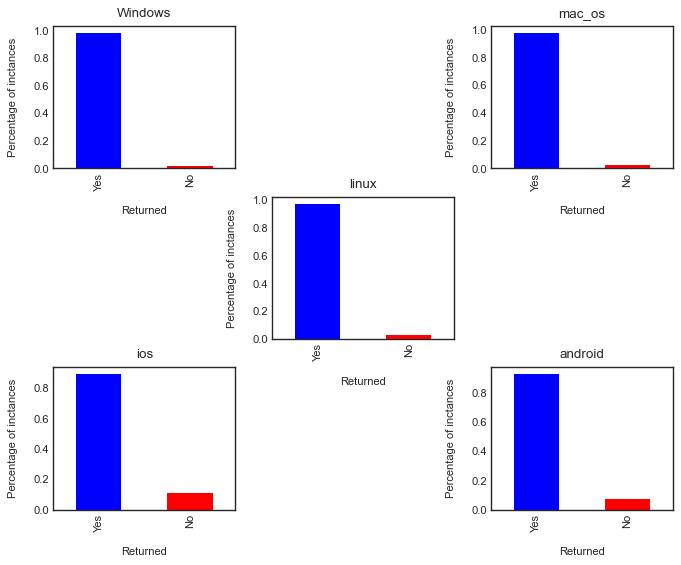 Windows
Percentage of inctances
1.0
0.8
0.6
0.4
0.2
0.0
Yes
No
Returned
mac_os
Percentage of inctances
1.0
0.8
0.6
0.4
0.2
0.0
Yes
No
Returned
linux
Percentage of inctances
1.0
0.8
0.6
0.4
0.2
0.0
Yes
No
Returned
ios
Percentage of inctances
0.8
0.6
0.4
0.2
0.0
Yes
No
Returned
android
Percentage of inctances
0.8
0.6
0.4
0.2
0.0
Yes
No
Returned